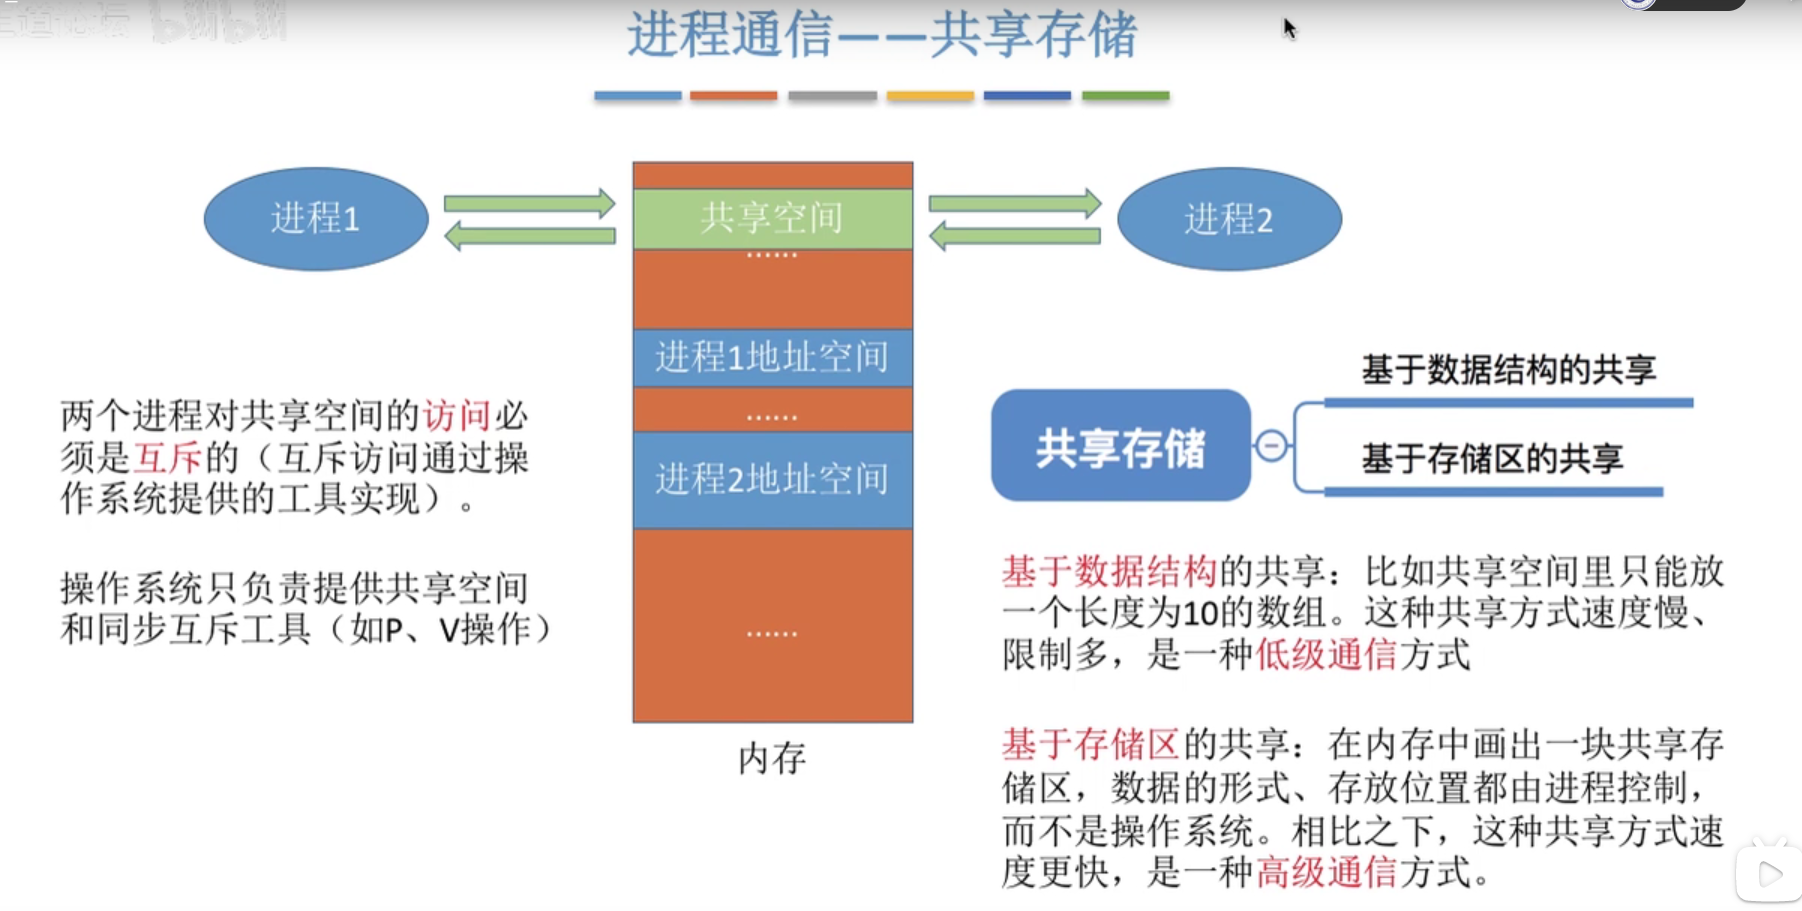 进程通信——共享存储
进程1
共享空间
进程2
……
进程1地址空间
……
进程2地址空间
……
内存
两个进程对共享空间的访问必
须是互斥的（互斥访问通过操
作系统提供的工具实现）。
操作系统只负责提供共享空间
和同步互斥工具（如P、V操作）
共享存储
基于数据结构的共享
基于存储区的共享
基于数据结构的共享：比如共享空间里只能放
一个长度为10的数组。这种共享方式速度慢、
限制多，是一种低级通信方式
基于存储区的共享：在内存中画出一块共享存
储区，数据的形式、存放位置都由进程控制，
而不是操作系统。相比之下，这种共享方式速
度更快，是一种高级通信方式。